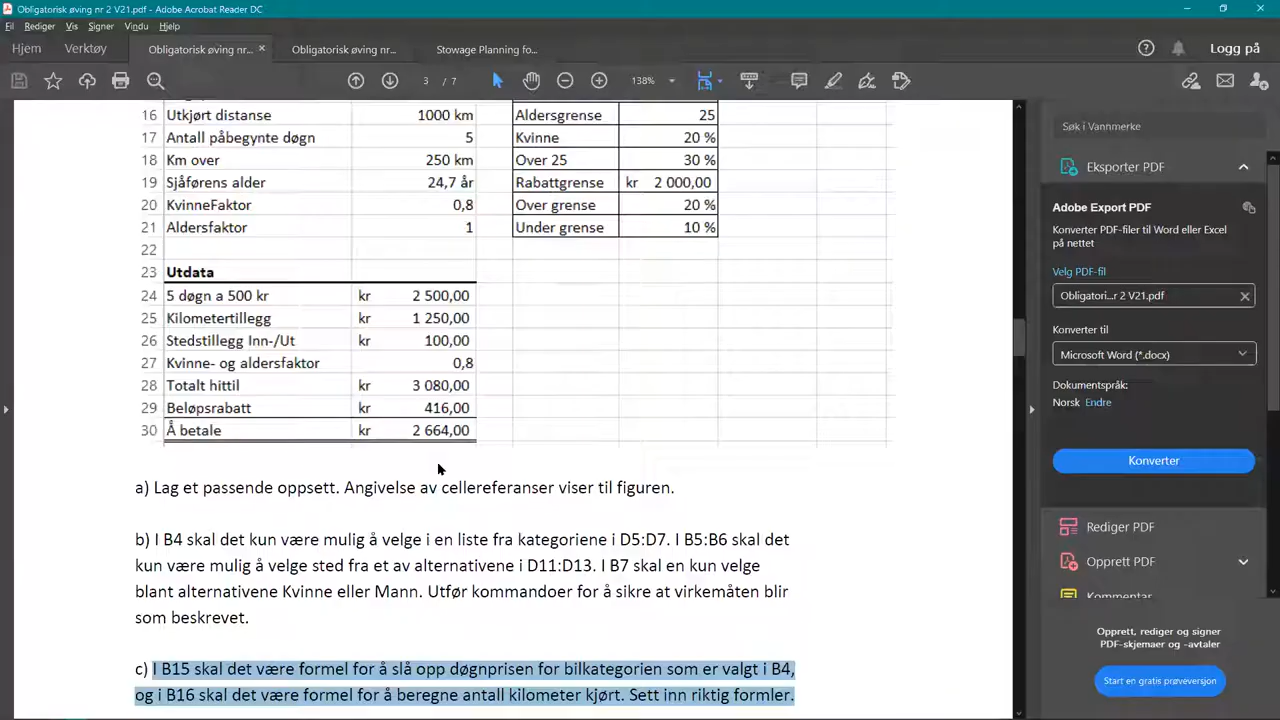 Obligatorisk øving nr 2 V21.pdf - Adobe Acrobat Reader DC
Fil Rediger Vis Signer Vindu Hjelp
Hjem Verktøy Obligatorisk øving nr... × Obligatorisk øving nr... Stowage Planning fo... Logg på
3 / 7 138%
16 Utkjørt distanse 1000 km Aldersgrense 25
17 Antall påbegynte døgn 5 Kvinne 20 %
18 Km over 250 km Over 25 30 %
19 Sjåførens alder 24,7 år Rabattgrense kr 2 000,00
20 KvinneFaktor 0,8 Over grense 20 %
21 Aldersfaktor 1 Under grense 10 %
22
23 Utdata
24 5 døgn a 500 kr kr 2 500,00
25 Kilometertillegg kr 1 250,00
26 Stedstillegg Inn-/Ut kr 100,00
27 Kvinne- og aldersfaktor 0,8
28 Totalt hittil kr 3 080,00
29 Beløpsrabatt kr 416,00
30 Å betale kr 2 664,00
a) Lag et passende oppsett. Angivelse av cellereferanser viser til figuren.
b) I B4 skal det kun være mulig å velge i en liste fra kategoriene i D5:D7. I B5:B6 skal det
kun være mulig å velge sted fra et av alternativene i D11:D13. I B7 skal en kun velge
blant alternativene Kvinne eller Mann. Utfør kommandoer for å sikre at virkemåten blir
som beskrevet.
c) I B15 skal det være formel for å slå opp døgnprisen for bilkategorien som er valgt i B4,
og i B16 skal det være formel for å beregne antall kilometer kjørt. Sett inn riktig formler.
Søk i Vannmerke
Eksporter PDF
Adobe Export PDF
Konverter PDF-filer til Word eller Excel
på nettet
Velg PDF-fil
Obligatori...r 2 V21.pdf
Konverter til
Microsoft Word (*.docx)
Dokumentspråk:
Norsk Endre
Konverter
Rediger PDF
Opprett PDF
Kommentar
Opprett, rediger og signer
PDF-skjemaer og -avtaler
Start en gratis prøveversjon